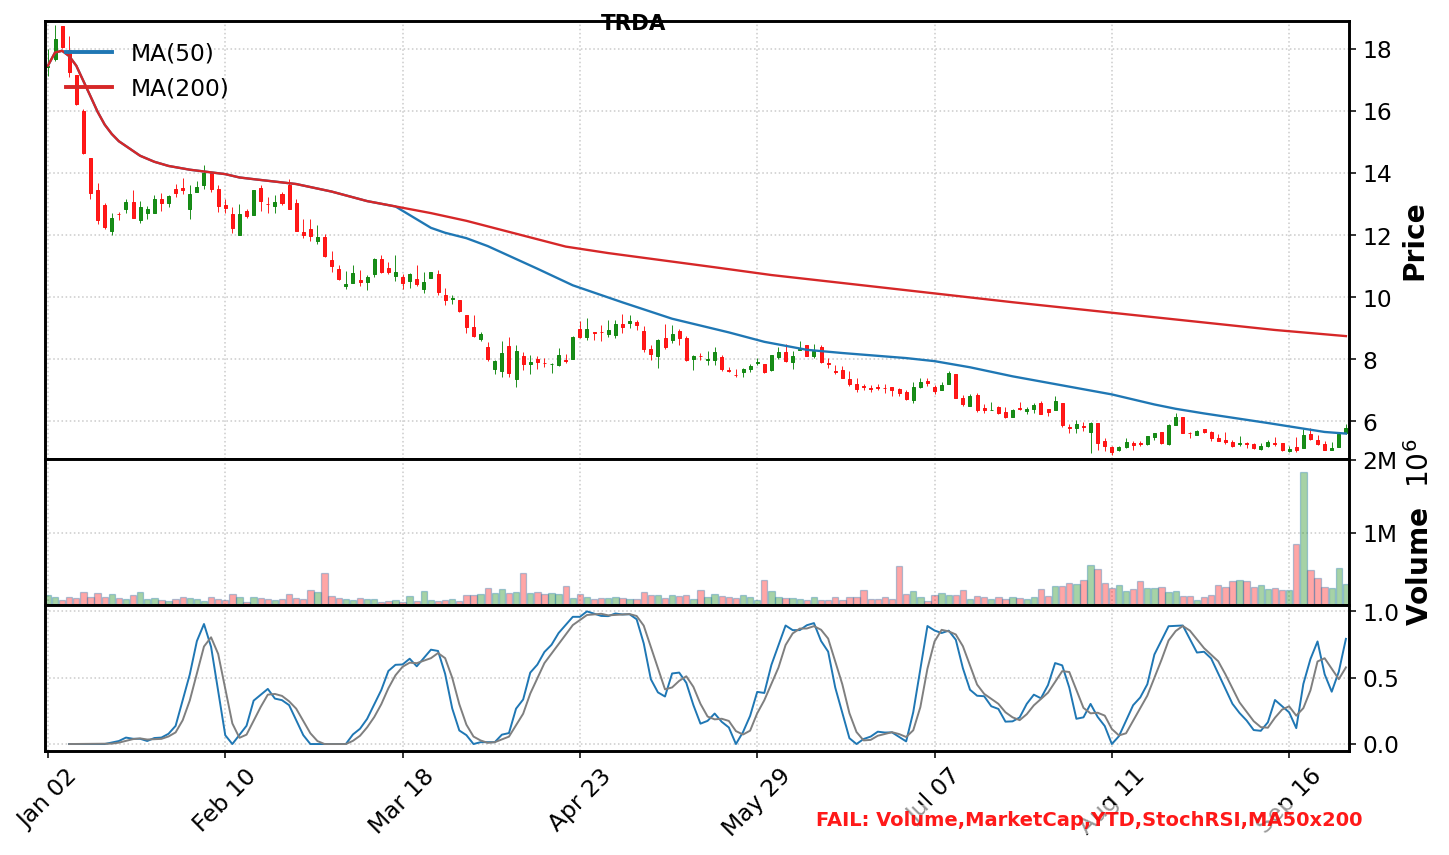 TRDA
MA(50)
MA(200)
18
16
14
12
10
8
6
Price
2M
1M
Volume 10^6
1.0
0.5
0.0
Jan 02
Feb 10
Mar 18
Apr 23
May 29
Jul 07
Aug 11
Sep 16
FAIL: Volume,MarketCap,YTD,StochRSI,MA50x200